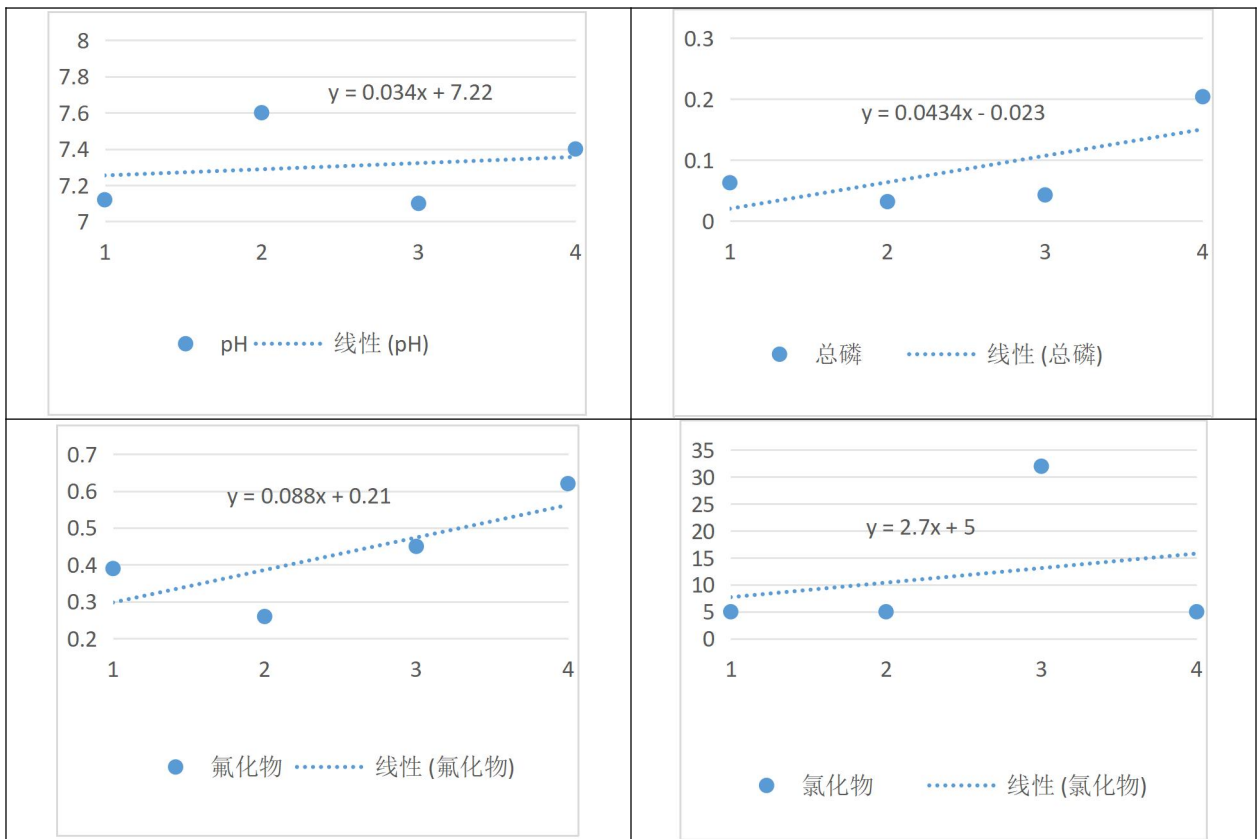 8
7.8
7.6
7.4
7.2
7
y = 0.034x + 7.22
1 2 3 4
pH 线性 (pH)
0.3
0.2
0.1
0
y = 0.0434x - 0.023
1 2 3 4
总磷 线性 (总磷)
0.7
0.6
0.5
0.4
0.3
0.2
y = 0.088x + 0.21
1 2 3 4
氟化物 线性 (氟化物)
35
30
25
20
15
10
5
0
y = 2.7x + 5
1 2 3 4
氯化物 线性 (氯化物)